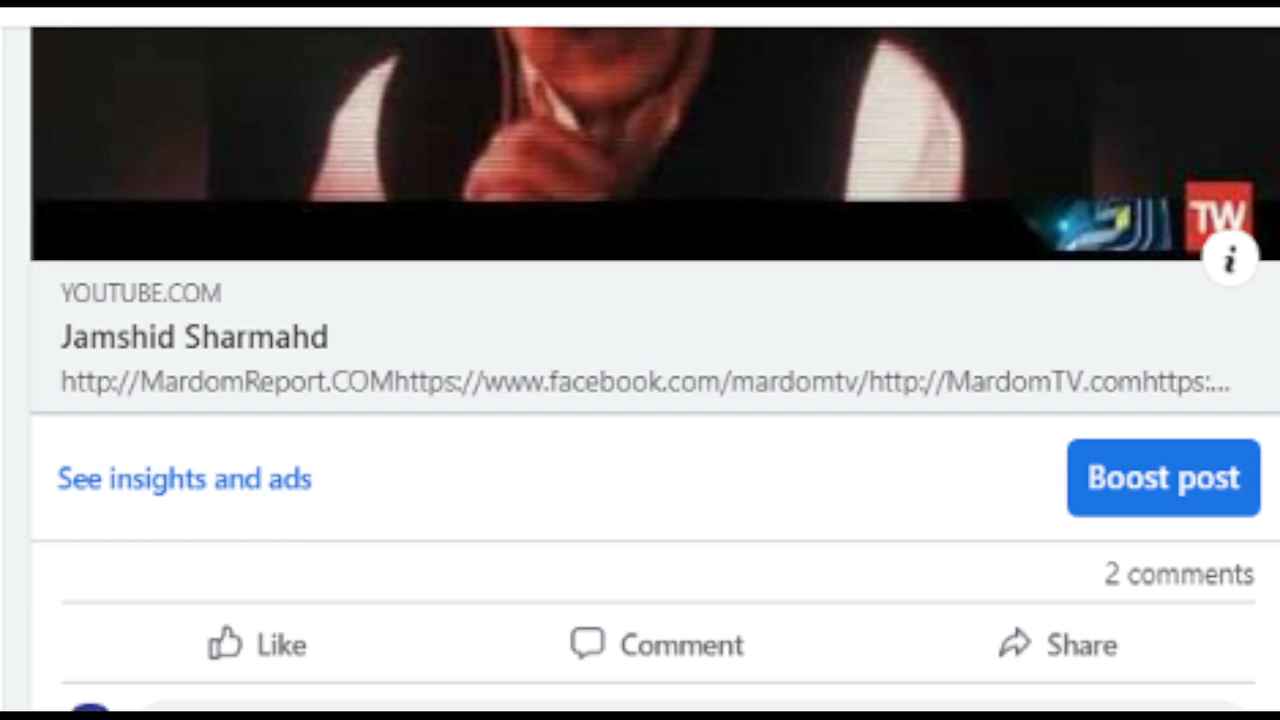 TW
i
YOUTUBE.COM
Jamshid Sharmahd
http://MardomReport.COMhttps://www.facebook.com/mardomtv/http://MardomTV.comhttps:...
See insights and ads
Boost post
2 comments
Like Comment Share